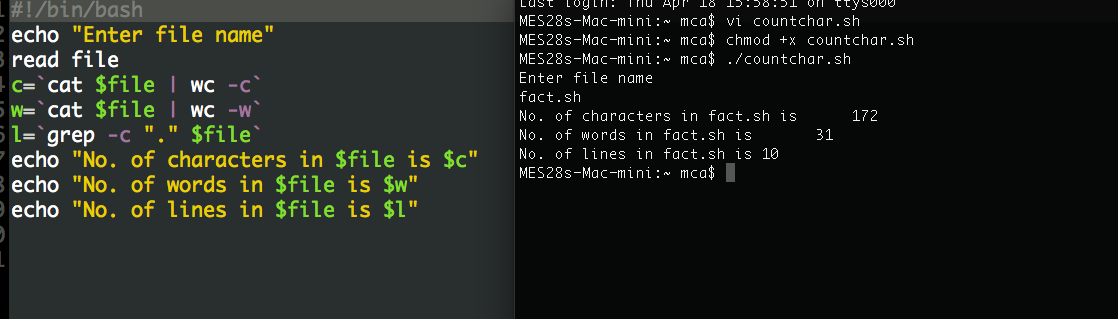 #!/bin/bash
echo "Enter file name"
read file
c=`cat $file | wc -c`
w=`cat $file | wc -w`
l=`grep -c "." $file`
echo "No. of characters in $file is $c"
echo "No. of words in $file is $w"
echo "No. of lines in $file is $l"
Last login: Thu Apr 18 15:58:51 on ttys000
MES28s-Mac-mini:~ mca$ vi countchar.sh
MES28s-Mac-mini:~ mca$ chmod +x countchar.sh
MES28s-Mac-mini:~ mca$ ./countchar.sh
Enter file name
fact.sh
No. of characters in fact.sh is      172
No. of words in fact.sh is       31
No. of lines in fact.sh is 10
MES28s-Mac-mini:~ mca$